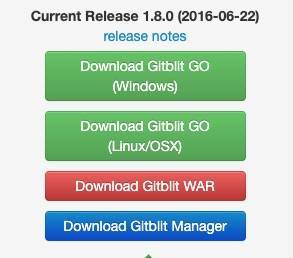 Current Release 1.8.0 (2016-06-22)
release notes
Download Gitblit GO
(Windows)
Download Gitblit GO
(Linux/OSX)
Download Gitblit WAR
Download Gitblit Manager